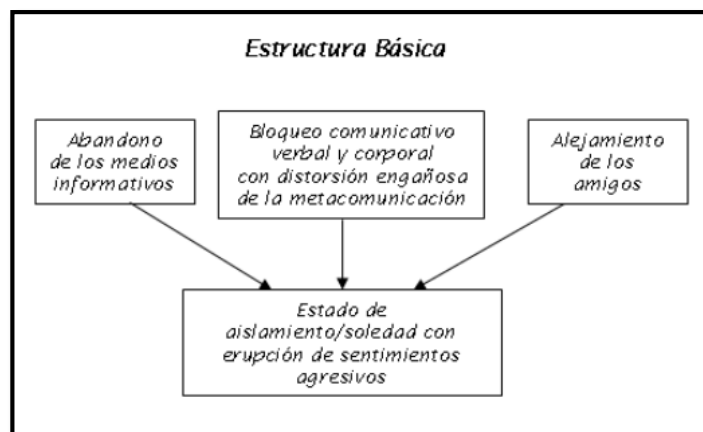 Estructura Básica
Abandono
de los medios
informativos
Bloqueo comunicativo
verbal y corporal
con distorsión engañosa
de la metacomunicación
Alejamiento
de los
amigos
Estado de
aislamiento/soledad con
erupción de sentimientos
agresivos